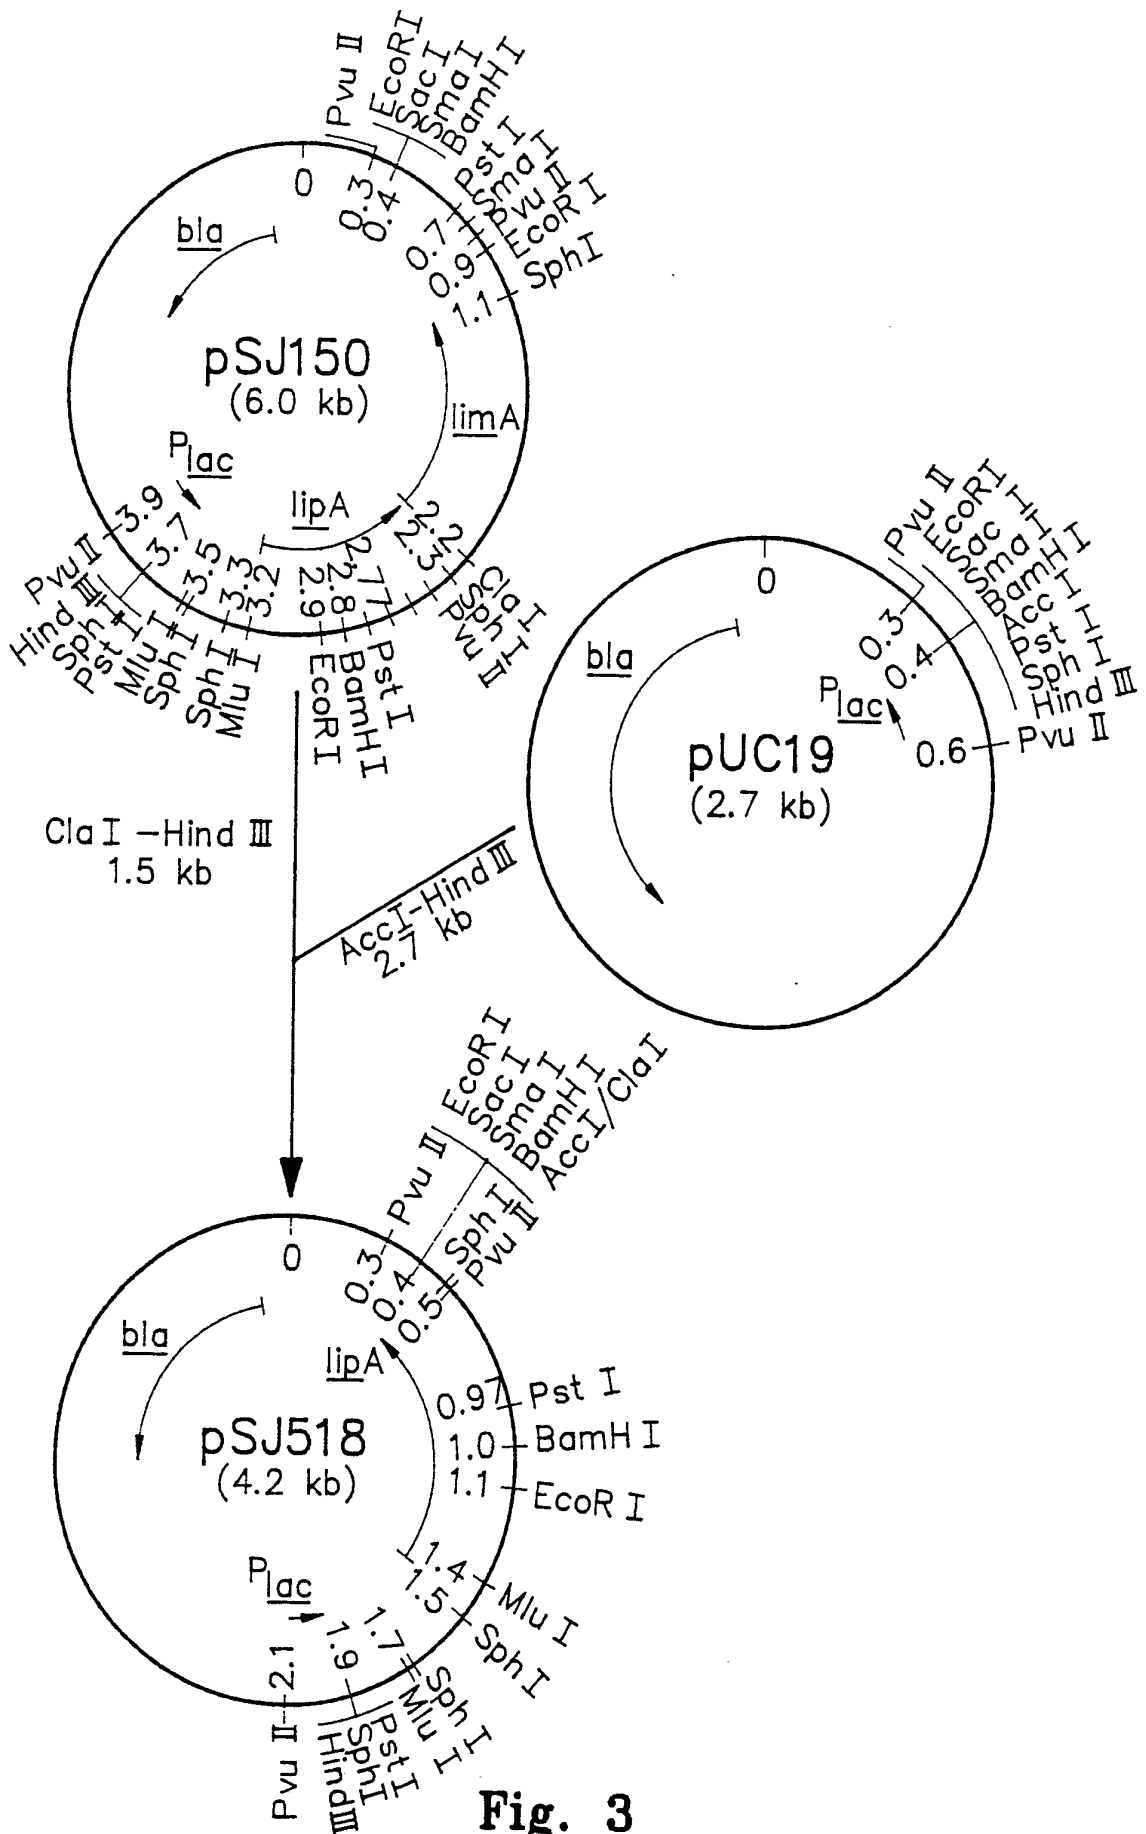 Pvu II
EcoRI
Sac I
Sma I
BamH I
Pst I
Sma I
Pvu II
EcoR I
SphI
0
0.3
0.4
0.7
0.9
1.1
bla
pSJ150
(6.0 kb)
limA
Plac
lipA
3.9
3.7
3.5
3.3
3.2
2.9
2.8
2.77
2.3
2.2
Pvu II
Hind III
Sph I
Pst I
Mlu I
Sph I
Sph I
Mlu I
EcoR I
BamH I
Pst I
Pvu II
Sph I
Cla I
Pvu II
EcoRI
Sac I
Sma I
BamH I
Acc I
Pst I
Sph I
Hind III
Pvu II
0
0.3
0.4
0.6
bla
Plac
pUC19
(2.7 kb)
Cla I – Hind III
1.5 kb
AccI-Hind III
2.7 kb
Pvu II
EcoR I
Sac I
Sma I
BamH I
AccI/ClaI
Sph I
Pvu II
0
0.3
0.4
0.5
bla
lipA
pSJ518
(4.2 kb)
0.97
Pst I
1.0
BamH I
1.1
EcoR I
1.4
Mlu I
1.5
Sph I
Plac
2.1
1.9
1.7
Pvu II
Hind III
SphI
PstI
Mlu I
Sph I
Fig. 3